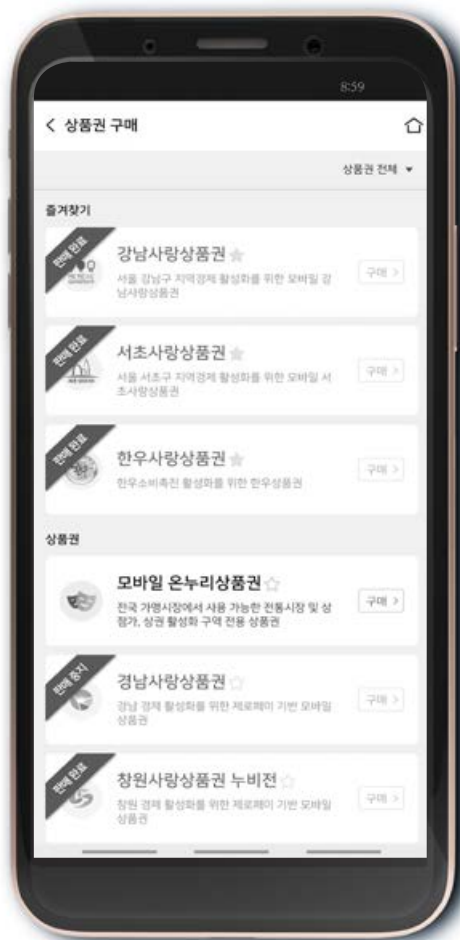 8:59
< 상품권 구매
상품권 전체 ▼
즐겨찾기
판매 완료
강남사랑상품권
서울 강남구 지역경제 활성화를 위한 모바일 강
남사랑상품권
구매 >
판매 완료
서초사랑상품권
서울 서초구 지역경제 활성화를 위한 모바일 서
초사랑상품권
구매 >
판매 완료
한우사랑상품권
한우소비촉진 활성화를 위한 한우상품권
구매 >
상품권
모바일 온누리상품권
전국 가맹시장에서 사용 가능한 전통시장 및 상
점가, 상권 활성화 구역 전용 상품권
구매 >
판매 중지
경남사랑상품권
경남 경제 활성화를 위한 제로페이 기반 모바일
상품권
구매 >
판매 완료
창원사랑상품권 누비전
창원 경제 활성화를 위한 제로페이 기반 모바일
상품권
구매 >